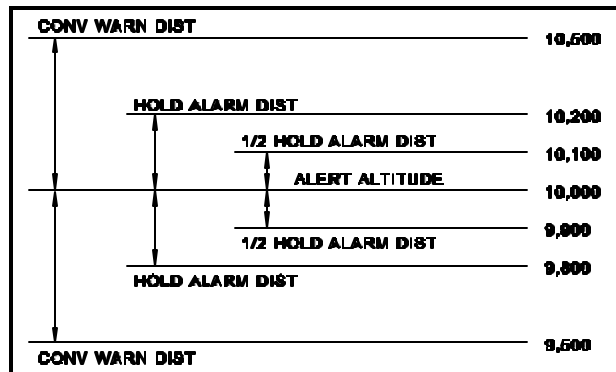 CONV WARN DIST
10,500
HOLD ALARM DIST
10,200
1/2 HOLD ALARM DIST
10,100
ALERT ALTITUDE
10,000
9,900
1/2 HOLD ALARM DIST
9,800
HOLD ALARM DIST
9,500
CONV WARN DIST